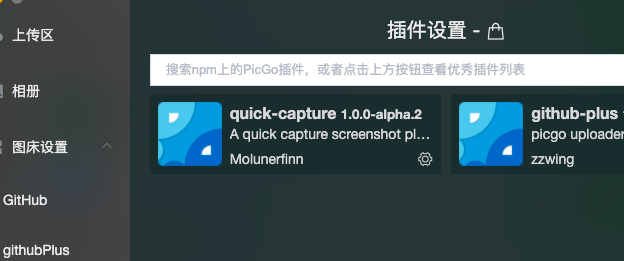 上传区
相册
图床设置
GitHub
githubPlus
插件设置 -
搜索npm上的PicGo插件，或者点击上方按钮查看优秀插件列表
quick-capture 1.0.0-alpha.2
A quick capture screenshot pl...
Molunerfinn
github-plus
picgo uploader
zzwing